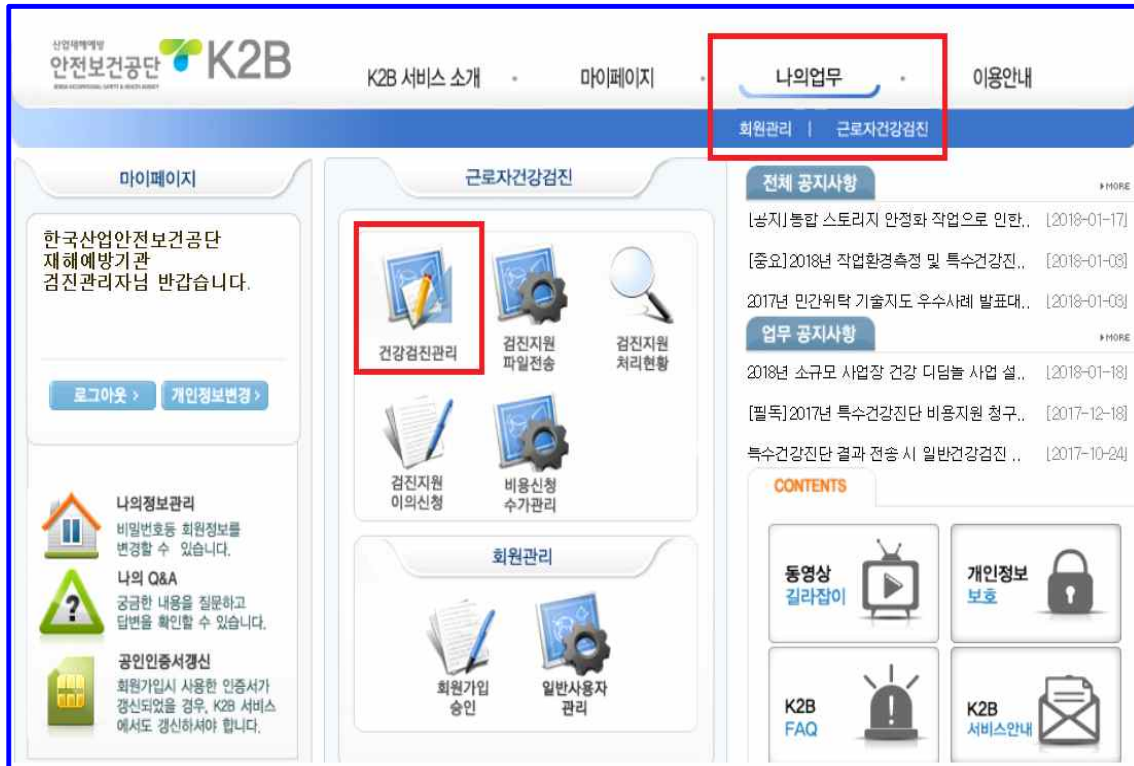 산업재해예방
안전보건공단 K2B
KOREA OCCUPATIONAL SAFETY & HEALTH AGENCY
K2B 서비스 소개
마이페이지
나의업무
이용안내
회원관리 | 근로자건강검진
마이페이지
한국산업안전보건공단
재해예방기관
검진관리자님 반갑습니다.
로그아웃 >
개인정보변경 >
나의정보관리
비밀번호등 회원정보를
변경할 수 있습니다.
나의 Q&A
궁금한 내용을 질문하고
답변을 확인할 수 있습니다.
공인인증서갱신
회원가입시 사용한 인증서가
갱신되었을 경우, K2B 서비스
에서도 갱신하셔야 합니다.
근로자건강검진
건강검진관리
검진지원
파일전송
검진지원
처리현황
검진지원
이의신청
비용신청
수가관리
회원관리
회원가입
승인
일반사용자
관리
전체 공지사항
MORE
[공지]통합 스토리지 안정화 작업으로 인한.. [2018-01-17]
[중요]2018년 작업환경측정 및 특수건강진.. [2018-01-03]
2017년 민간위탁 기술지도 우수사례 발표대.. [2018-01-03]
업무 공지사항
MORE
2018년 소규모 사업장 건강 디딤돌 사업 설.. [2018-01-18]
[필독]2017년 특수건강진단 비용지원 청구.. [2017-12-18]
특수건강진단 결과 전송 시 일반건강검진 .. [2017-10-24]
CONTENTS
동영상
길라잡이
개인정보
보호
K2B
FAQ
K2B
서비스안내